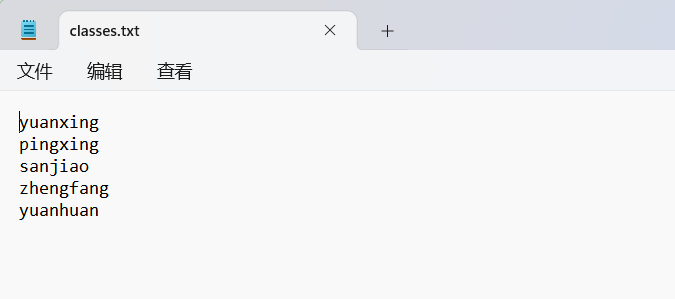 classes.txt
文件 编辑 查看
yuanxing
pingxing
sanjiao
zhengfang
yuanhuan